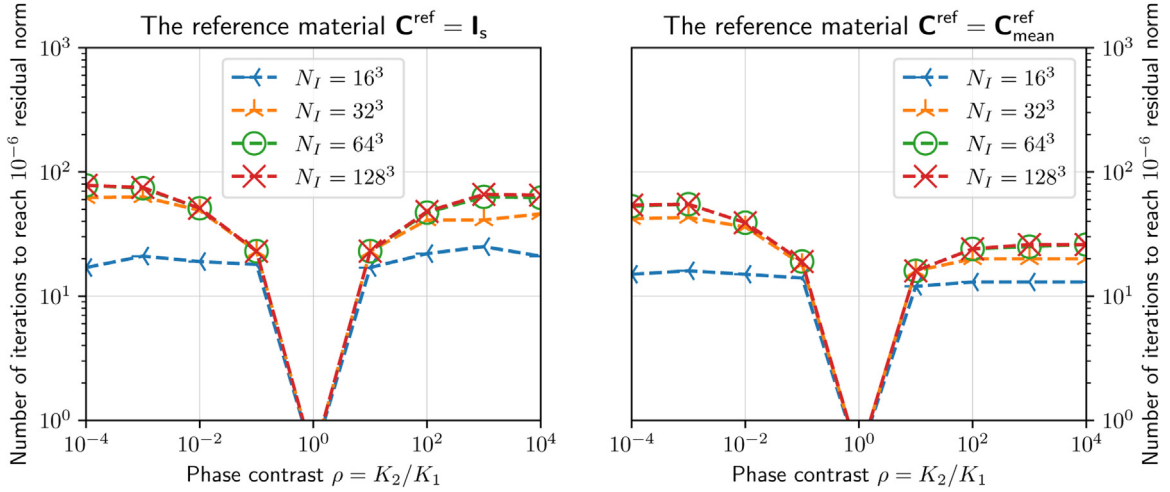 The reference material C^ref = I_s
Number of iterations to reach 10^−6 residual norm
10^3
10^2
10^1
10^0
N_I = 16^3
N_I = 32^3
N_I = 64^3
N_I = 128^3
10^−4 10^−2 10^0 10^2 10^4
Phase contrast ρ = K_2/K_1
The reference material C^ref = C^ref_mean
N_I = 16^3
N_I = 32^3
N_I = 64^3
N_I = 128^3
10^3
10^2
10^1
10^0
10^−4 10^−2 10^0 10^2 10^4
Phase contrast ρ = K_2/K_1
Number of iterations to reach 10^−6 residual norm